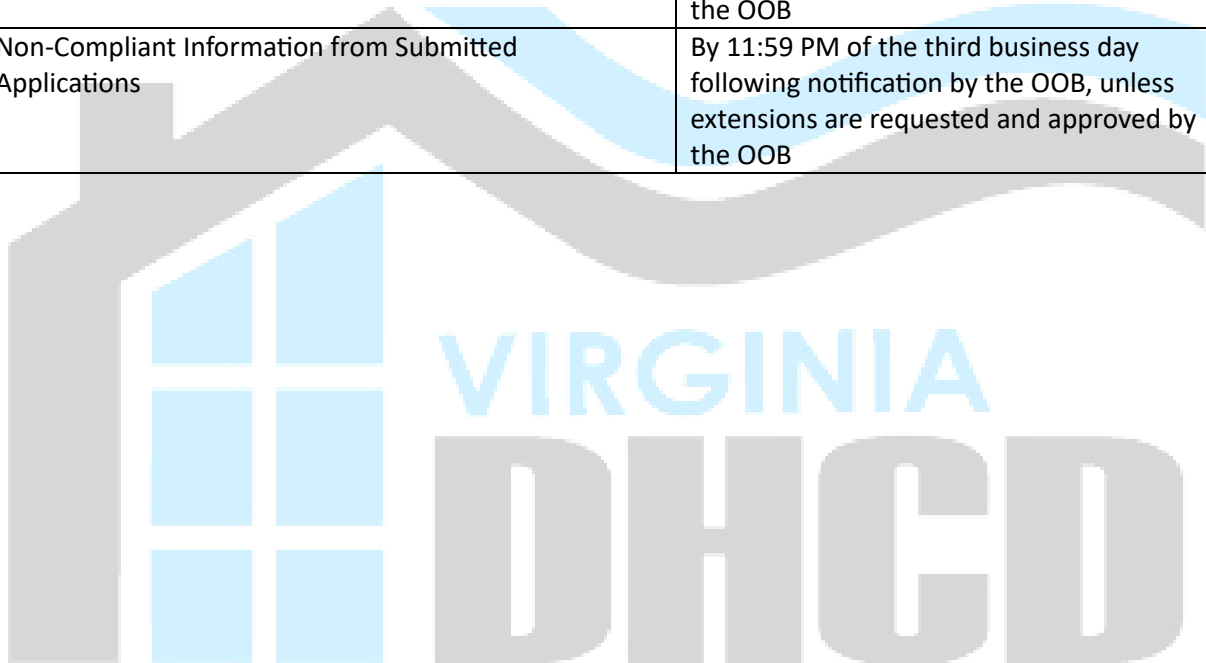 the OOB
Non-Compliant Information from Submitted
Applications
By 11:59 PM of the third business day
following notification by the OOB, unless
extensions are requested and approved by
the OOB
VIRGINIA
DHCD